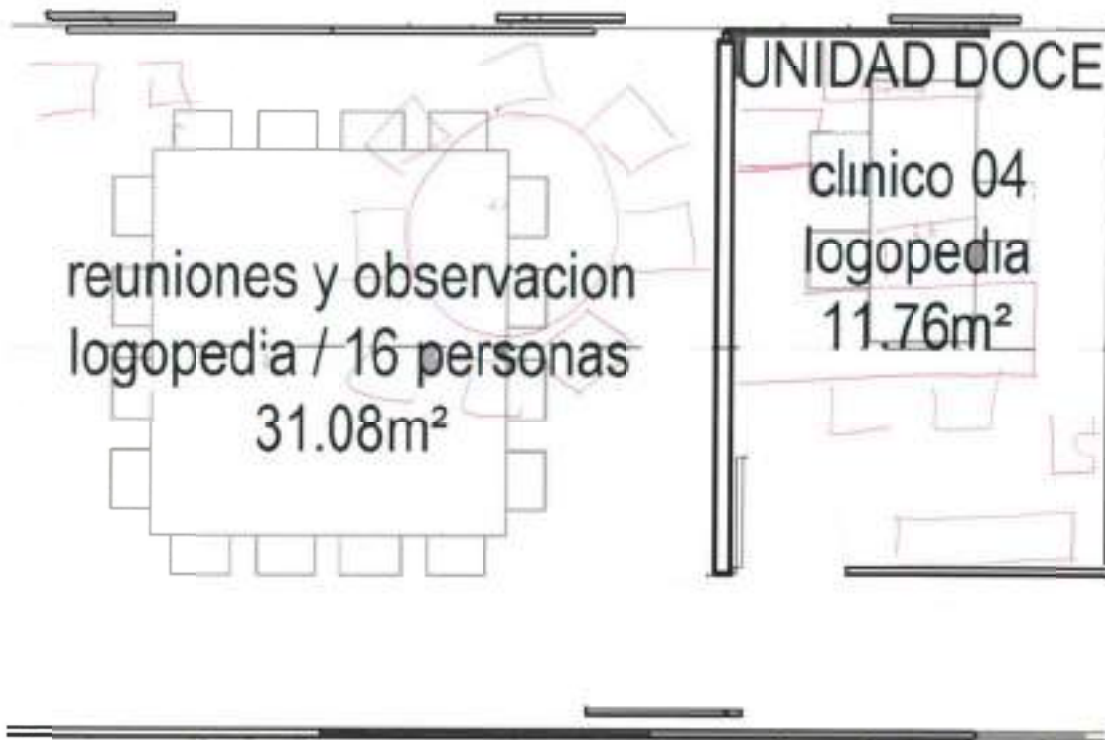 UNIDAD DOCE
clinico 04
logopedia
11.76m²
reuniones y observacion
logopedia / 16 personas
31.08m²